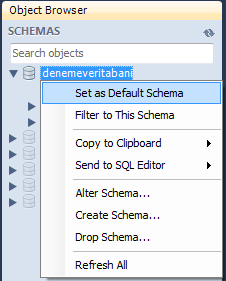 Object Browser
SCHEMAS
Search objects
denemeveritabani
Set as Default Schema
Filter to This Schema
Copy to Clipboard
Send to SQL Editor
Alter Schema...
Create Schema...
Drop Schema...
Refresh All